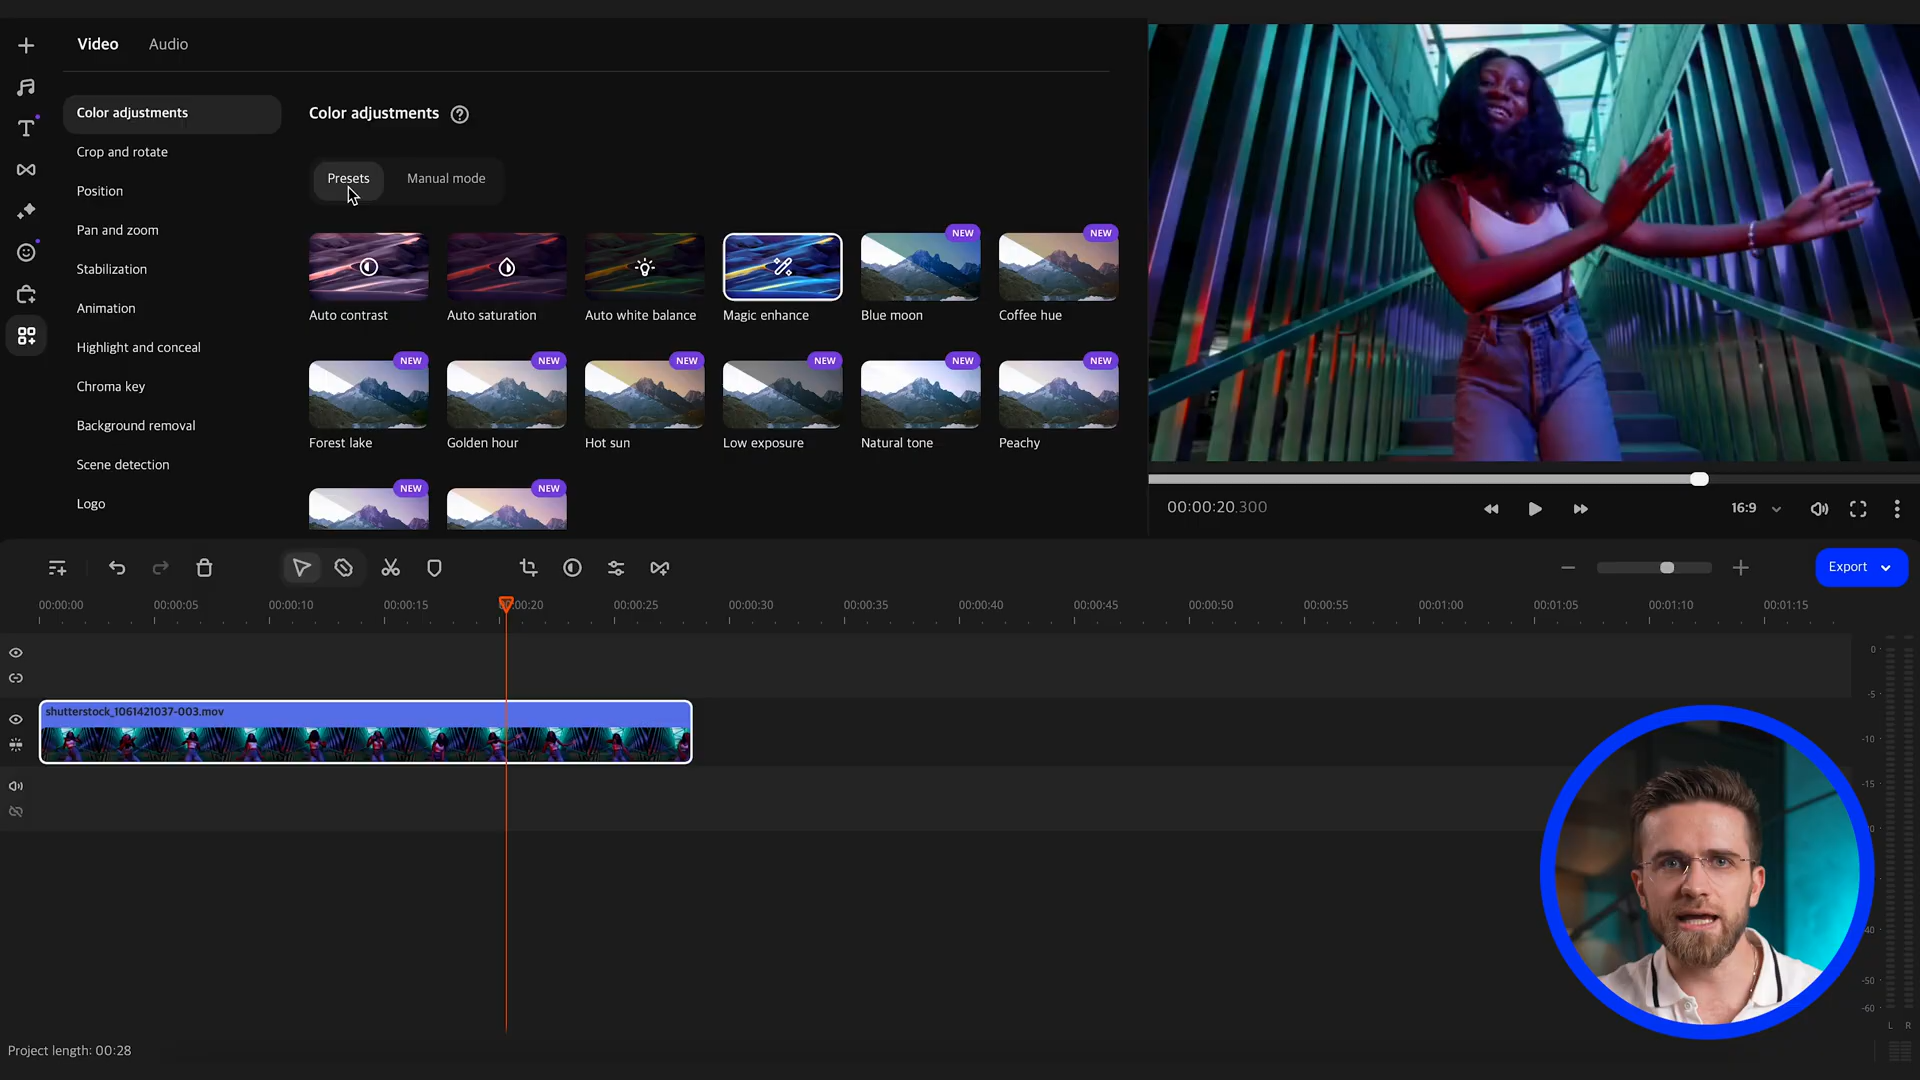 Video Audio
Color adjustments
Crop and rotate
Position
Pan and zoom
Stabilization
Animation
Highlight and conceal
Chroma key
Background removal
Scene detection
Logo
Color adjustments ?
Presets Manual mode
NEW NEW
Auto contrast Auto saturation Auto white balance Magic enhance Blue moon Coffee hue
NEW NEW NEW NEW NEW NEW
Forest lake Golden hour Hot sun Low exposure Natural tone Peachy
NEW NEW
00:00:20.300 16:9
Export
00:00:00 00:00:05 00:00:10 00:00:15 00:00:20 00:00:25 00:00:30 00:00:35 00:00:40 00:00:45 00:00:50 00:00:55 00:01:00 00:01:05 00:01:10 00:01:15
shutterstock_1061421037-003.mov
0
-5
-10
-15
-50
-60
L R
Project length: 00:28